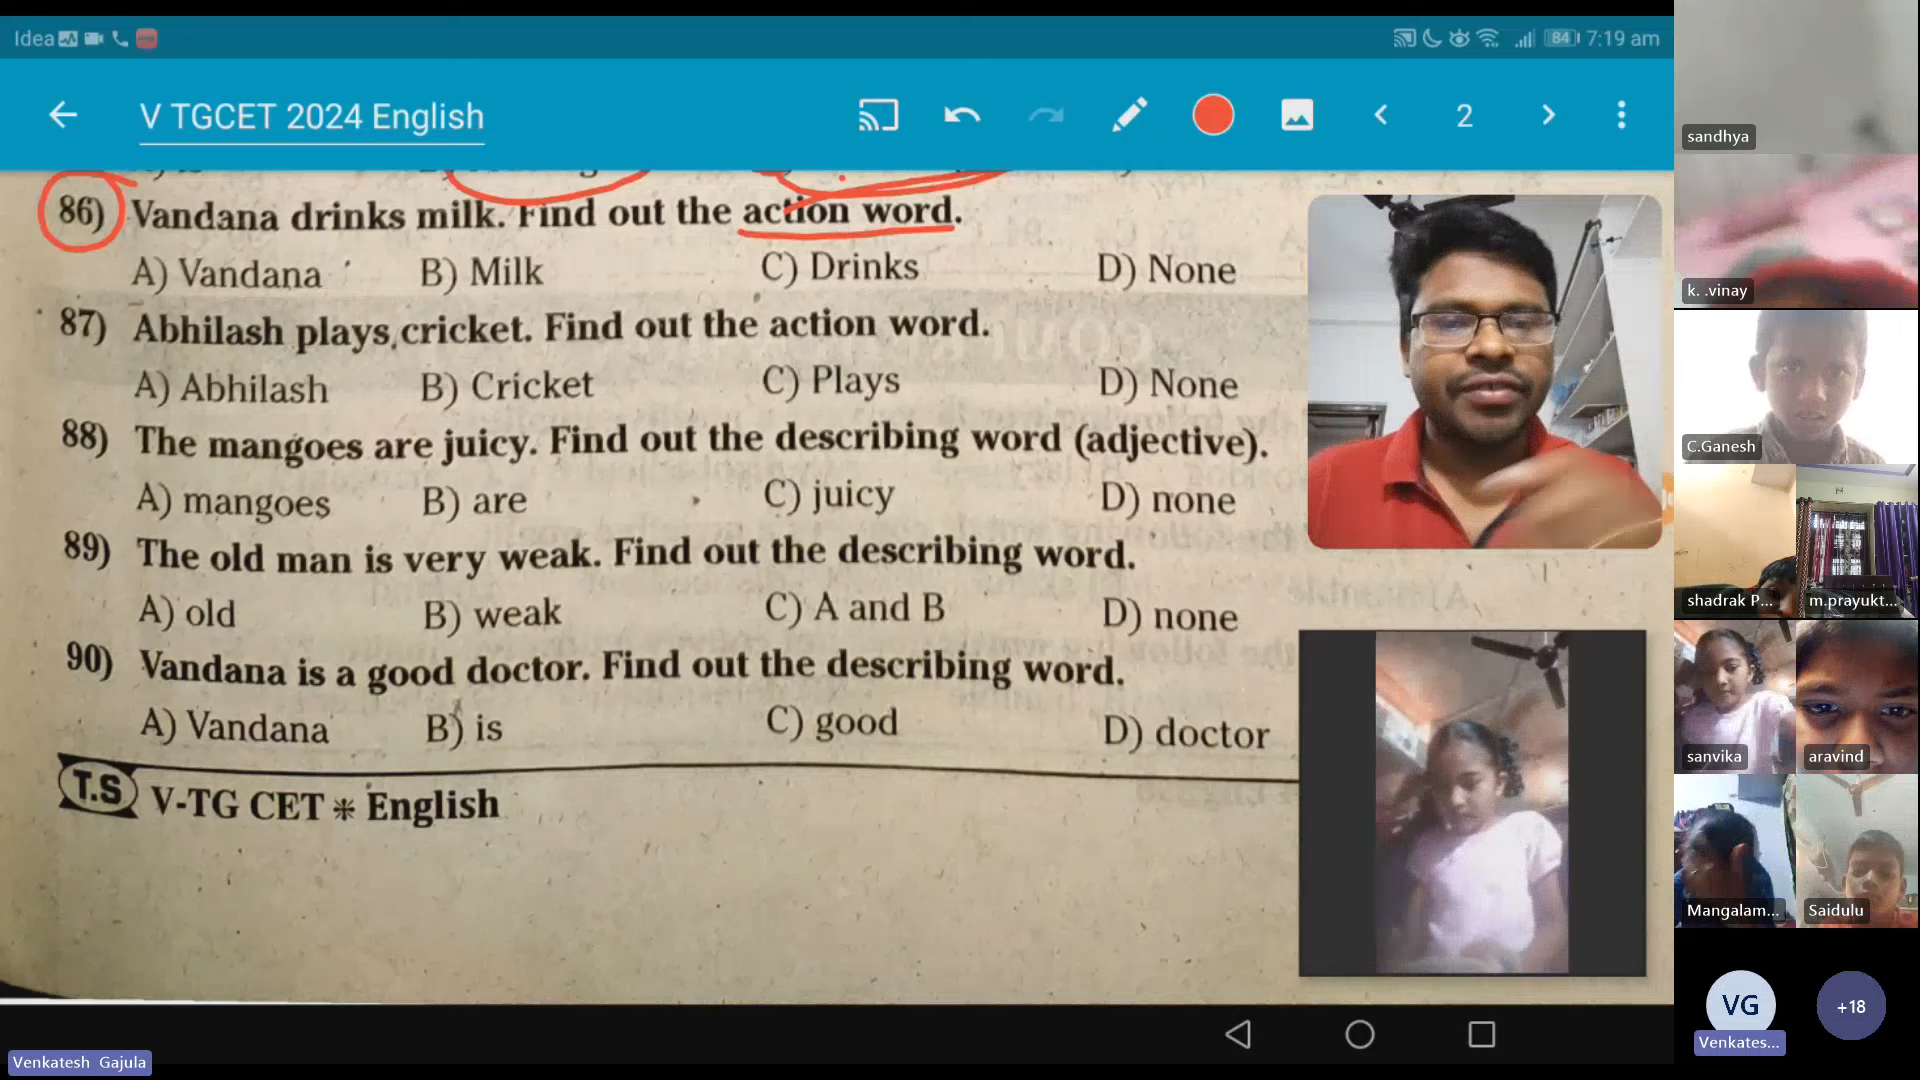 Idea 84 7:19 am
V TGCET 2024 English 2
86) Vandana drinks milk. Find out the action word.
A) Vandana B) Milk C) Drinks D) None
87) Abhilash plays cricket. Find out the action word.
A) Abhilash B) Cricket C) Plays D) None
88) The mangoes are juicy. Find out the describing word (adjective).
A) mangoes B) are C) juicy D) none
89) The old man is very weak. Find out the describing word.
A) old B) weak C) A and B D) none
90) Vandana is a good doctor. Find out the describing word.
A) Vandana B) is C) good D) doctor
T.S V-TG CET * English
Venkatesh Gajula
sandhya
k. .vinay
C.Ganesh
shadrak P... m.prayukt...
sanvika aravind
Mangalam... Saidulu
VG +18
Venkates...